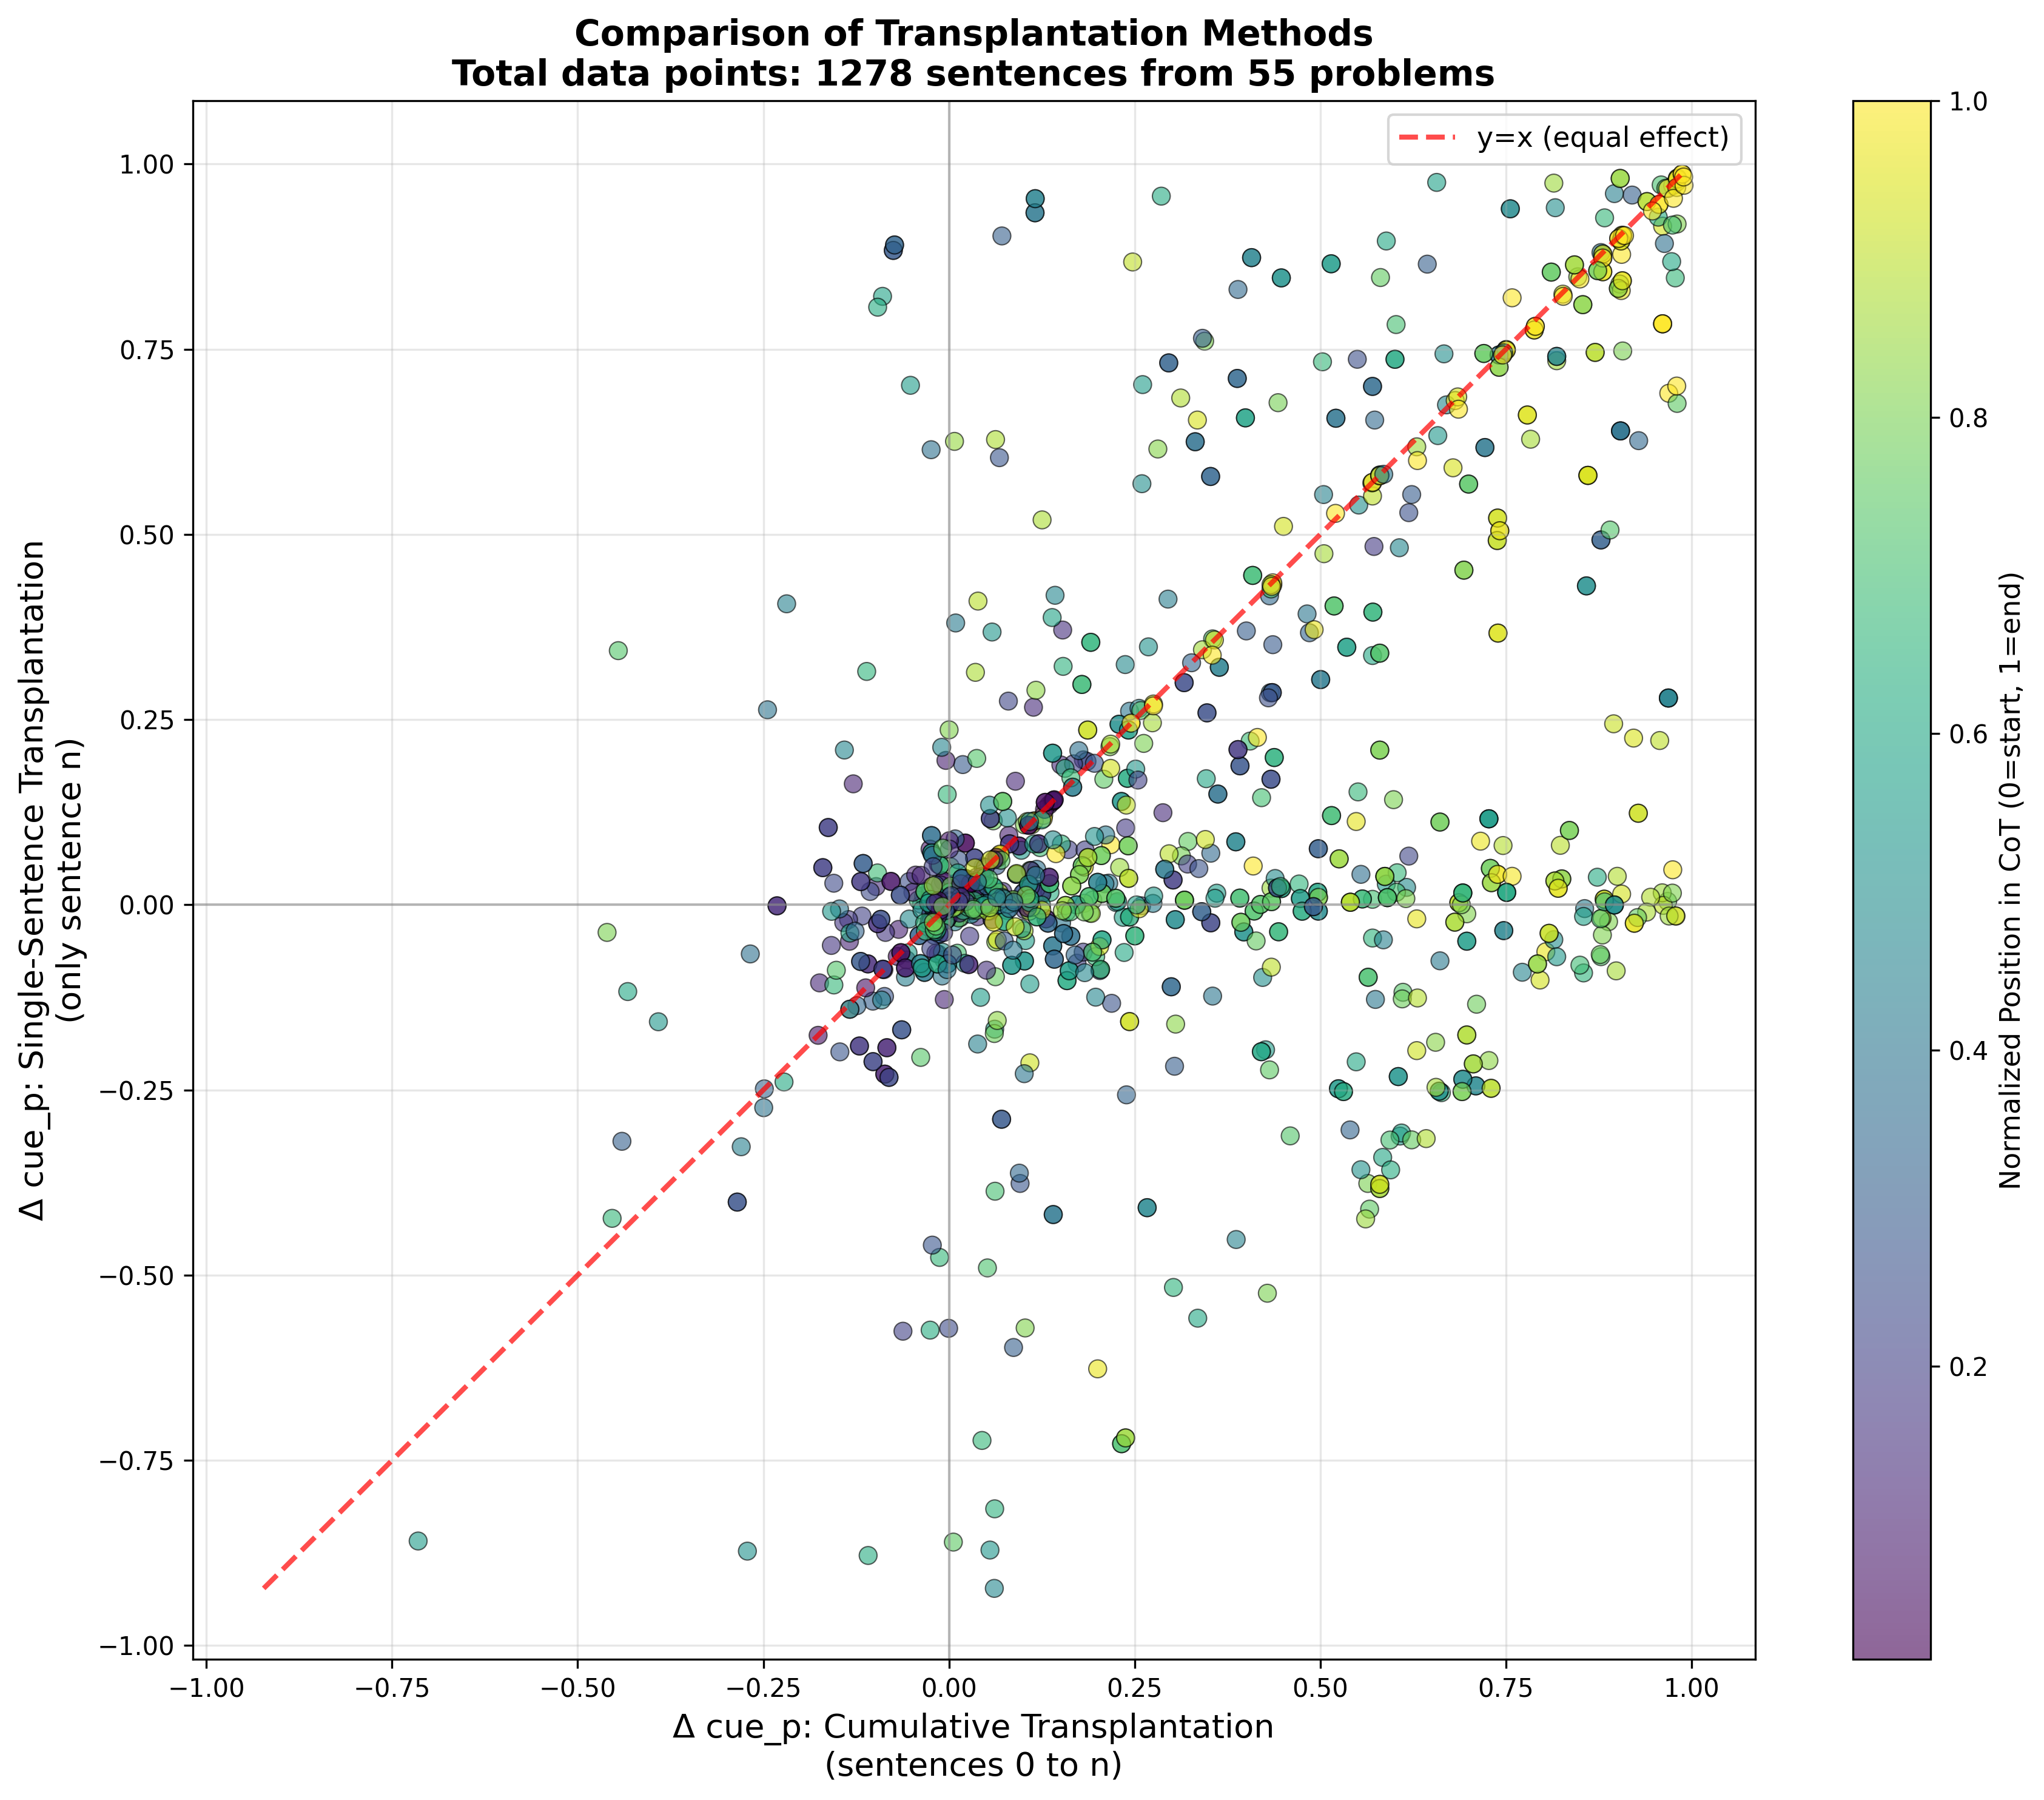 Comparison of Transplantation Methods
Total data points: 1278 sentences from 55 problems
y=x (equal effect)
1.00
0.75
0.50
0.25
0.00
−0.25
−0.50
−0.75
−1.00
Δ cue_p: Single-Sentence Transplantation
(only sentence n)
−1.00
−0.75
−0.50
−0.25
0.00
0.25
0.50
0.75
1.00
Δ cue_p: Cumulative Transplantation
(sentences 0 to n)
1.0
0.8
0.6
0.4
0.2
Normalized Position in CoT (0=start, 1=end)